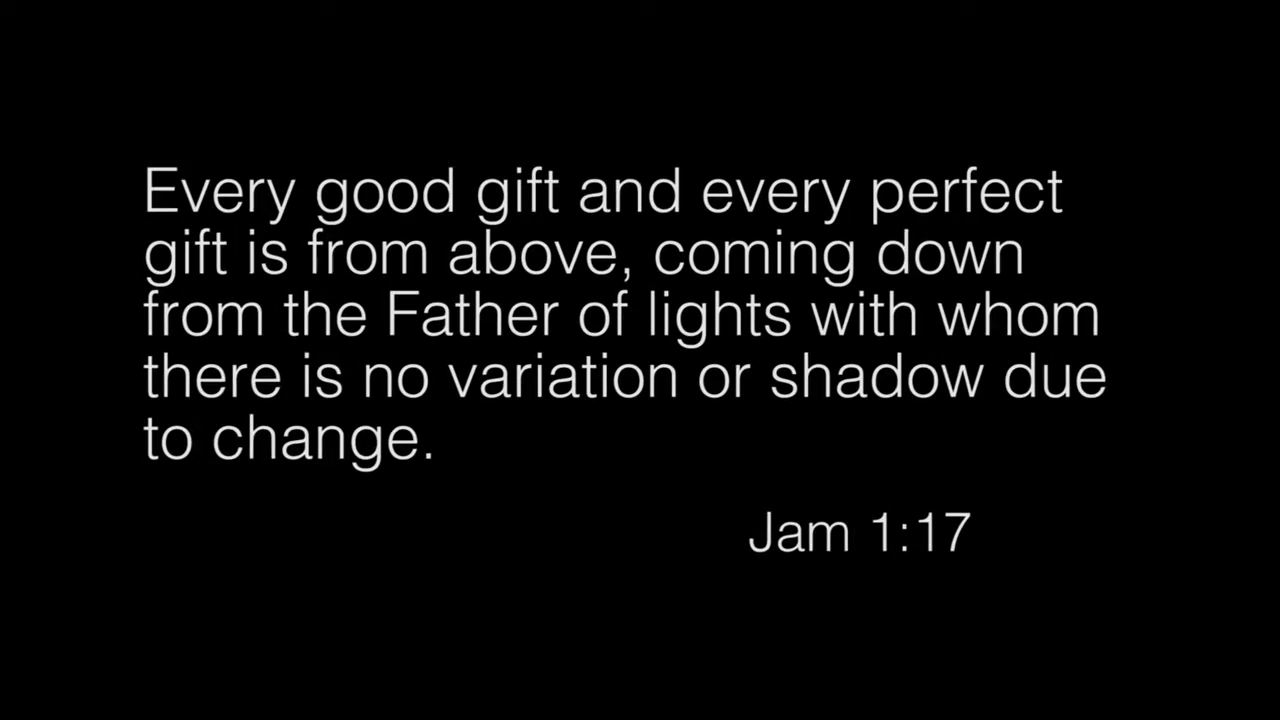 Every good gift and every perfect
gift is from above, coming down
from the Father of lights with whom
there is no variation or shadow due
to change.
Jam 1:17